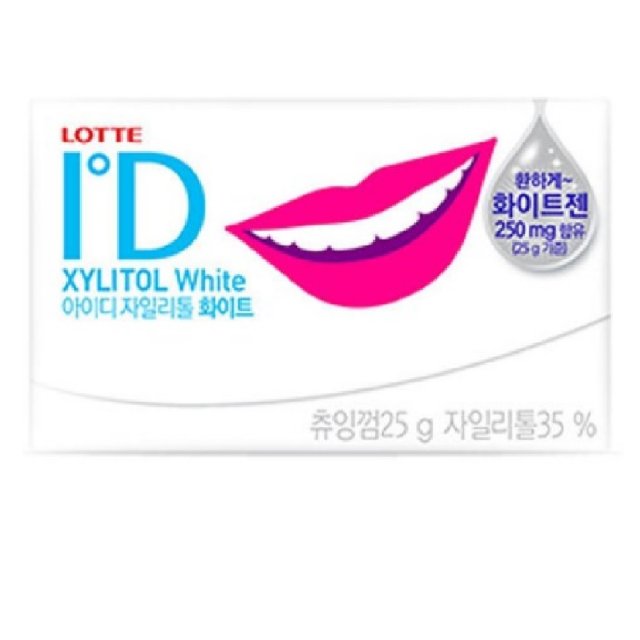 LOTTE
I°D
XYLITOL White
아이디 자일리톨 화이트
환하게~
화이트젠
250 mg 함유
(25 g 기준)
츄잉껌25 g 자일리톨35 %